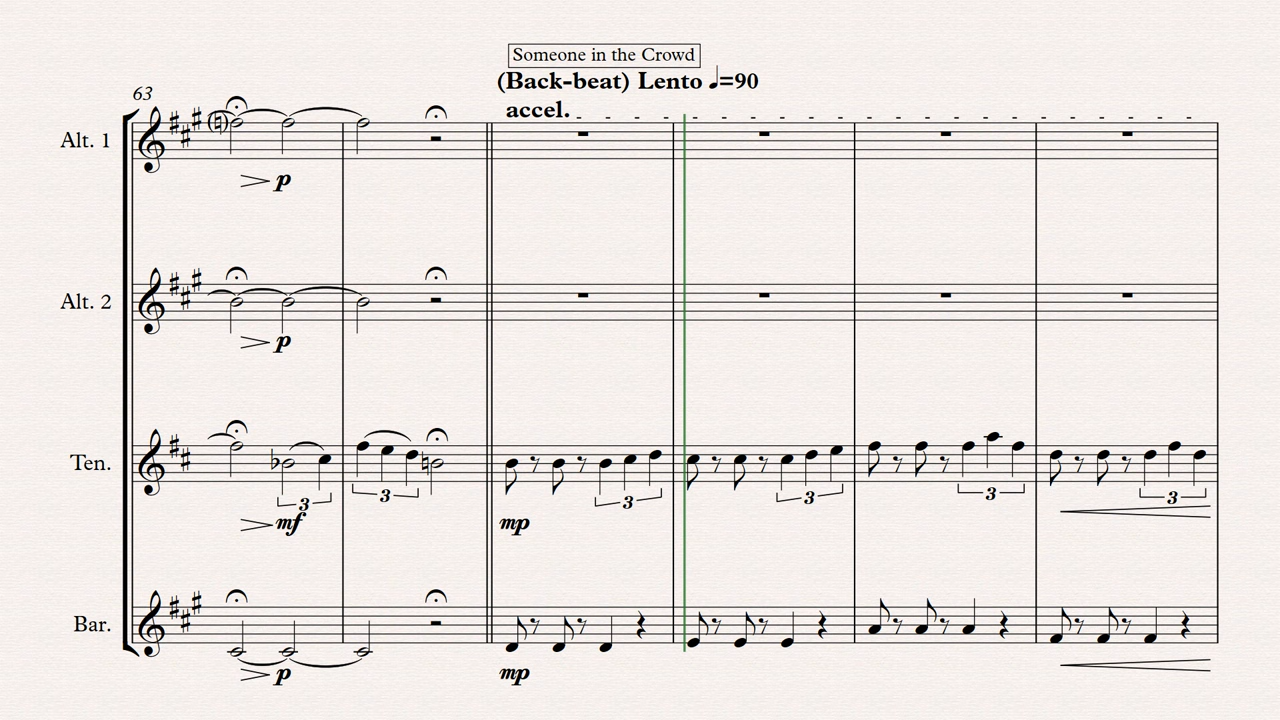 Someone in the Crowd
(Back-beat) Lento ♩=90
accel.
63
Alt. 1
p
Alt. 2
p
Ten.
3
3
3
3
3
3
mf
mp
Bar.
p
mp